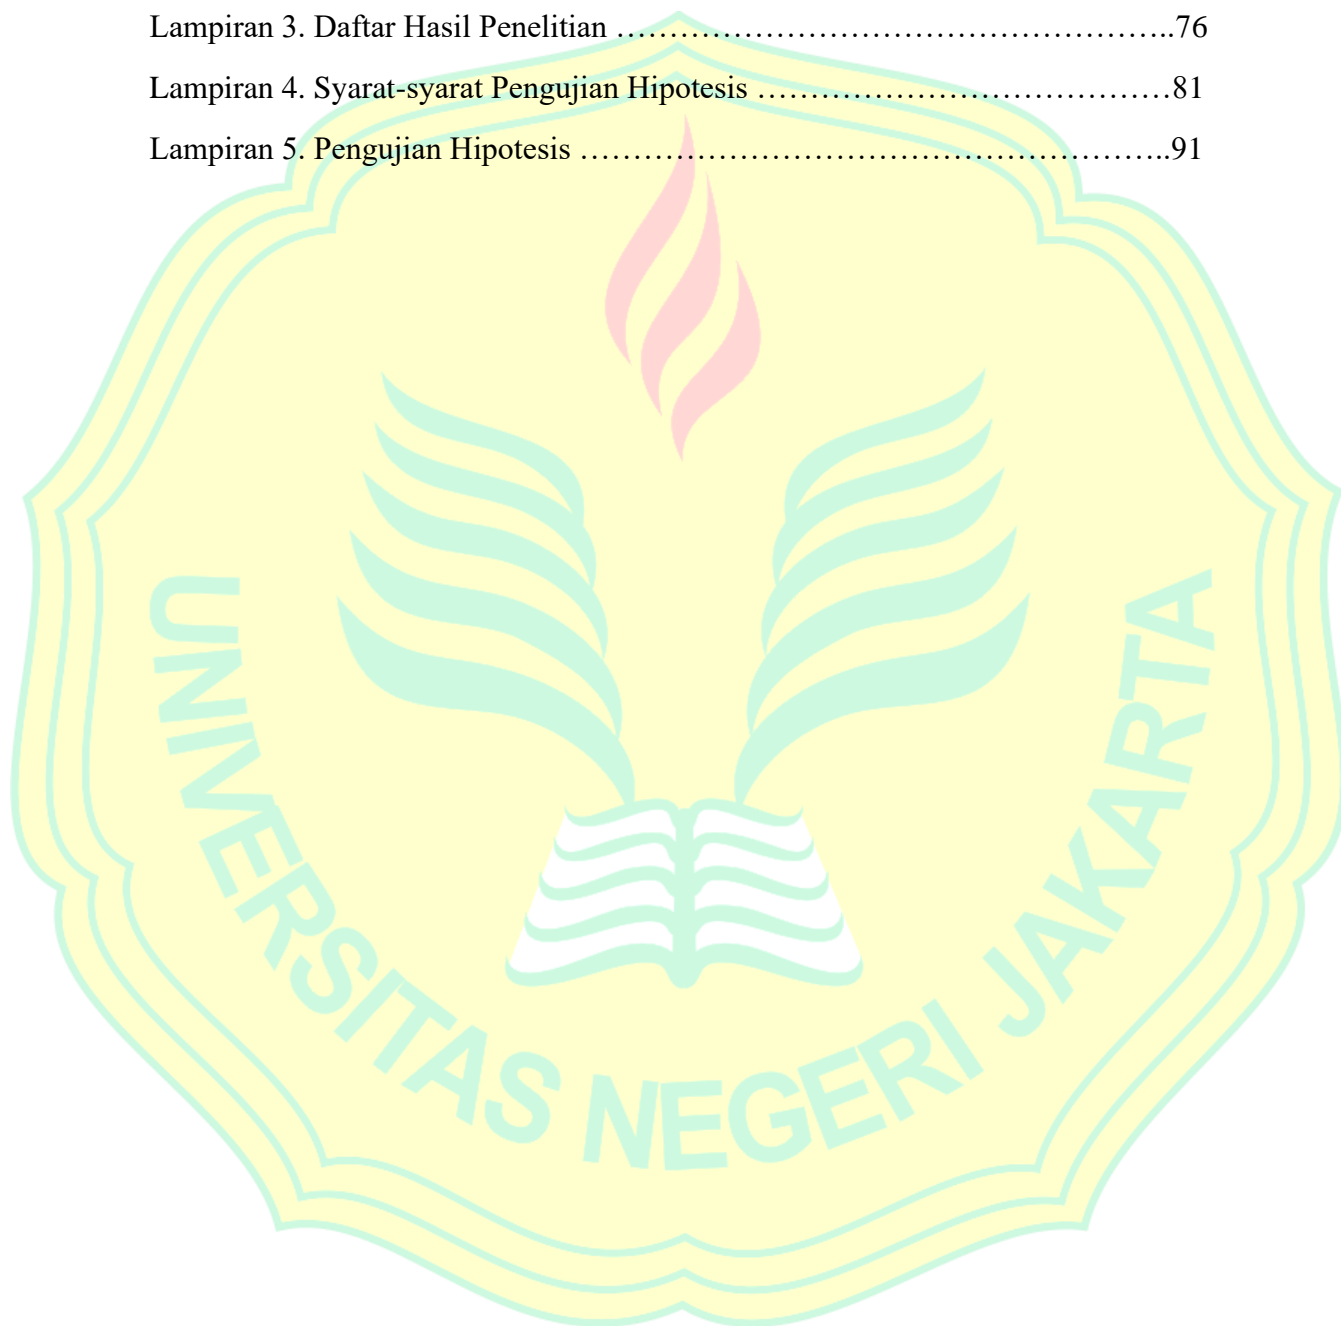 Lampiran 3. Daftar Hasil Penelitian ……………………………………………………..76
Lampiran 4. Syarat-syarat Pengujian Hipotesis …………………………………81
Lampiran 5. Pengujian Hipotesis ………………………………………………..91
UNIVERSITAS NEGERI JAKARTA